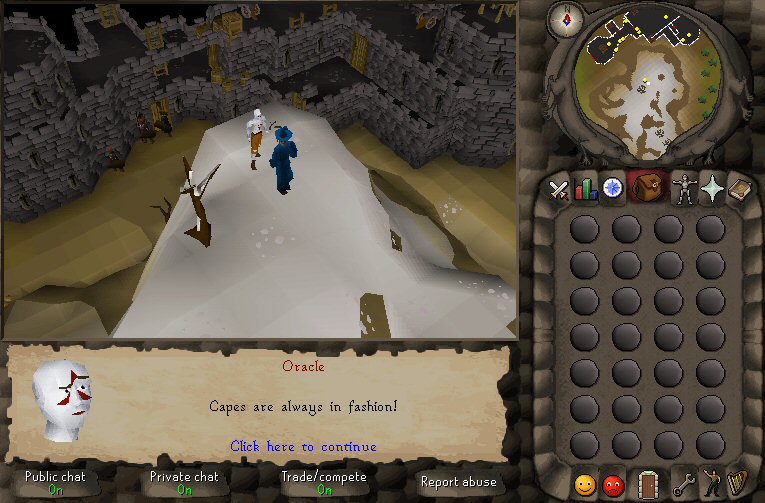 N
Oracle
Capes are always in fashion!
Click here to continue
Public chat
On
Private chat
On
Trade/compete
On
Report abuse